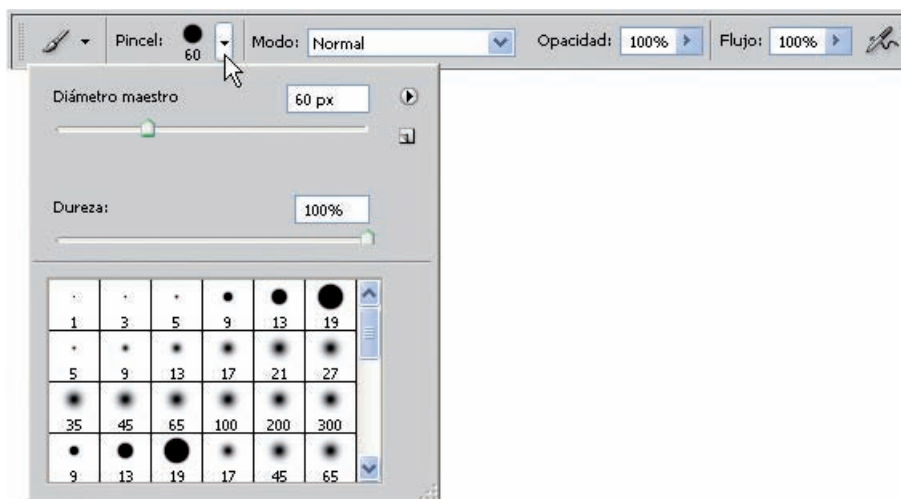 Pincel: 60 Modo: Normal Opacidad: 100% Flujo: 100%
Diámetro maestro 60 px
Dureza: 100%
1 3 5 9 13 19
5 9 13 17 21 27
35 45 65 100 200 300
9 13 19 17 45 65